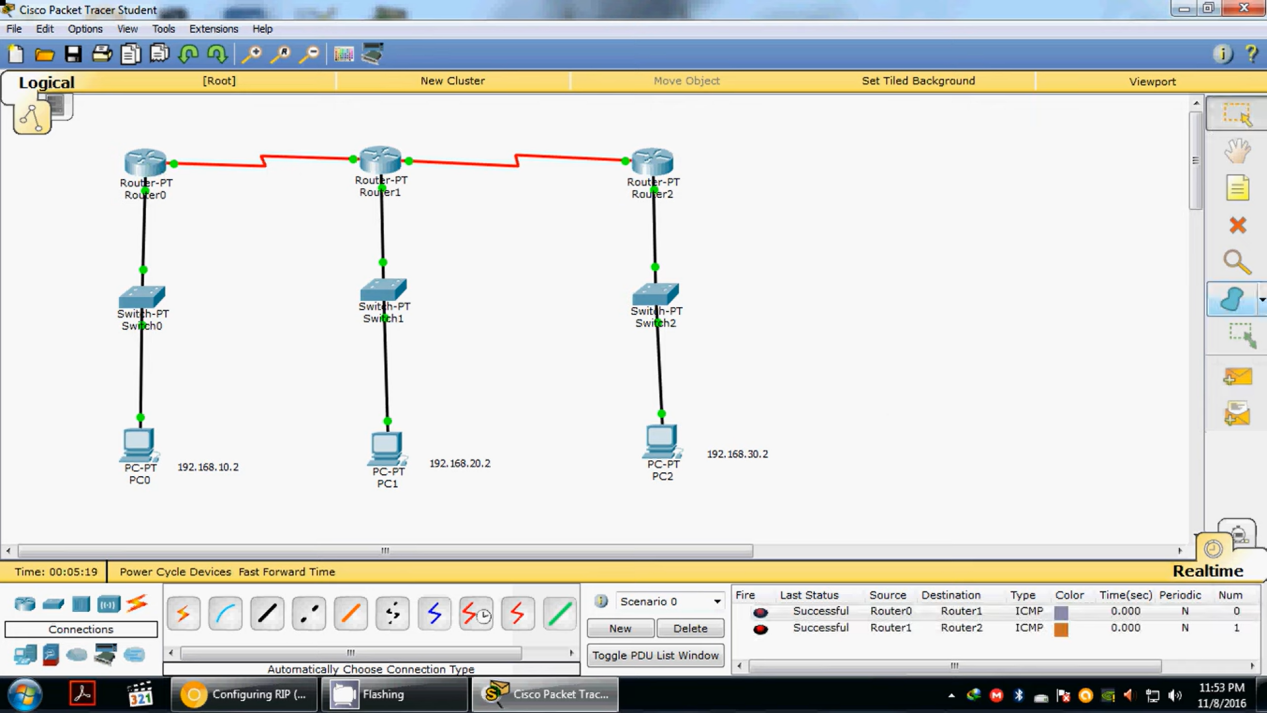 Cisco Packet Tracer Student
File Edit Options View Tools Extensions Help
Logical [Root] New Cluster Move Object Set Tiled Background Viewport
Router-PT
Router0
Router-PT
Router1
Router-PT
Router2
Switch-PT
Switch0
Switch-PT
Switch1
Switch-PT
Switch2
PC-PT
PC0
192.168.10.2
PC-PT
PC1
192.168.20.2
PC-PT
PC2
192.168.30.2
Realtime
Time: 00:05:19 Power Cycle Devices Fast Forward Time
Connections
Automatically Choose Connection Type
Scenario 0
New Delete
Toggle PDU List Window
Fire Last Status Source Destination Type Color Time(sec) Periodic Num
Successful Router0 Router1 ICMP 0.000 N 0
Successful Router1 Router2 ICMP 0.000 N 1
321 Configuring RIP (... Flashing Cisco Packet Trac...
11:53 PM
11/8/2016